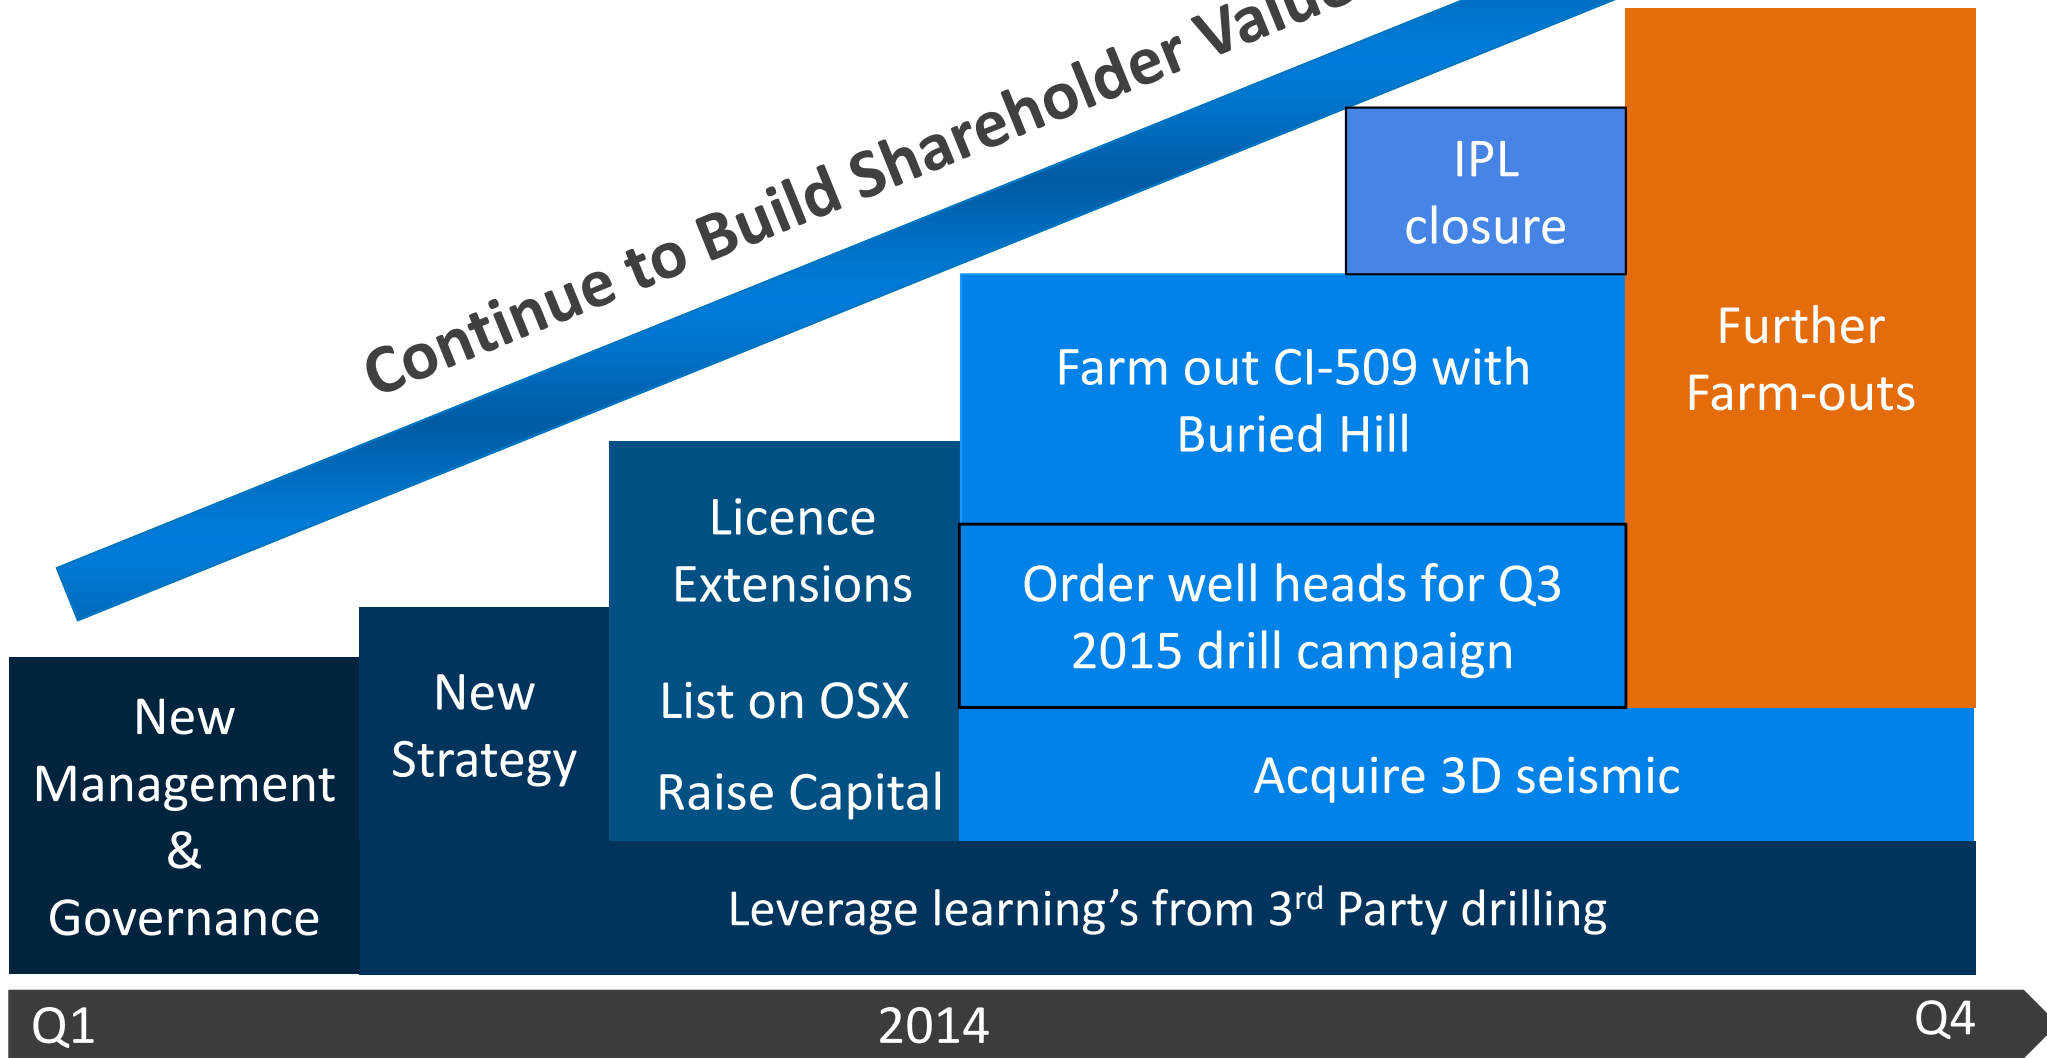 Continue to Build Shareholder Value
IPL
closure
Further
Farm-outs
Farm out CI-509 with
Buried Hill
Licence
Extensions
List on OSX
Raise Capital
Order well heads for Q3
2015 drill campaign
New
Strategy
New
Management
&
Governance
Acquire 3D seismic
Leverage learning’s from 3rd Party drilling
Q1
2014
Q4